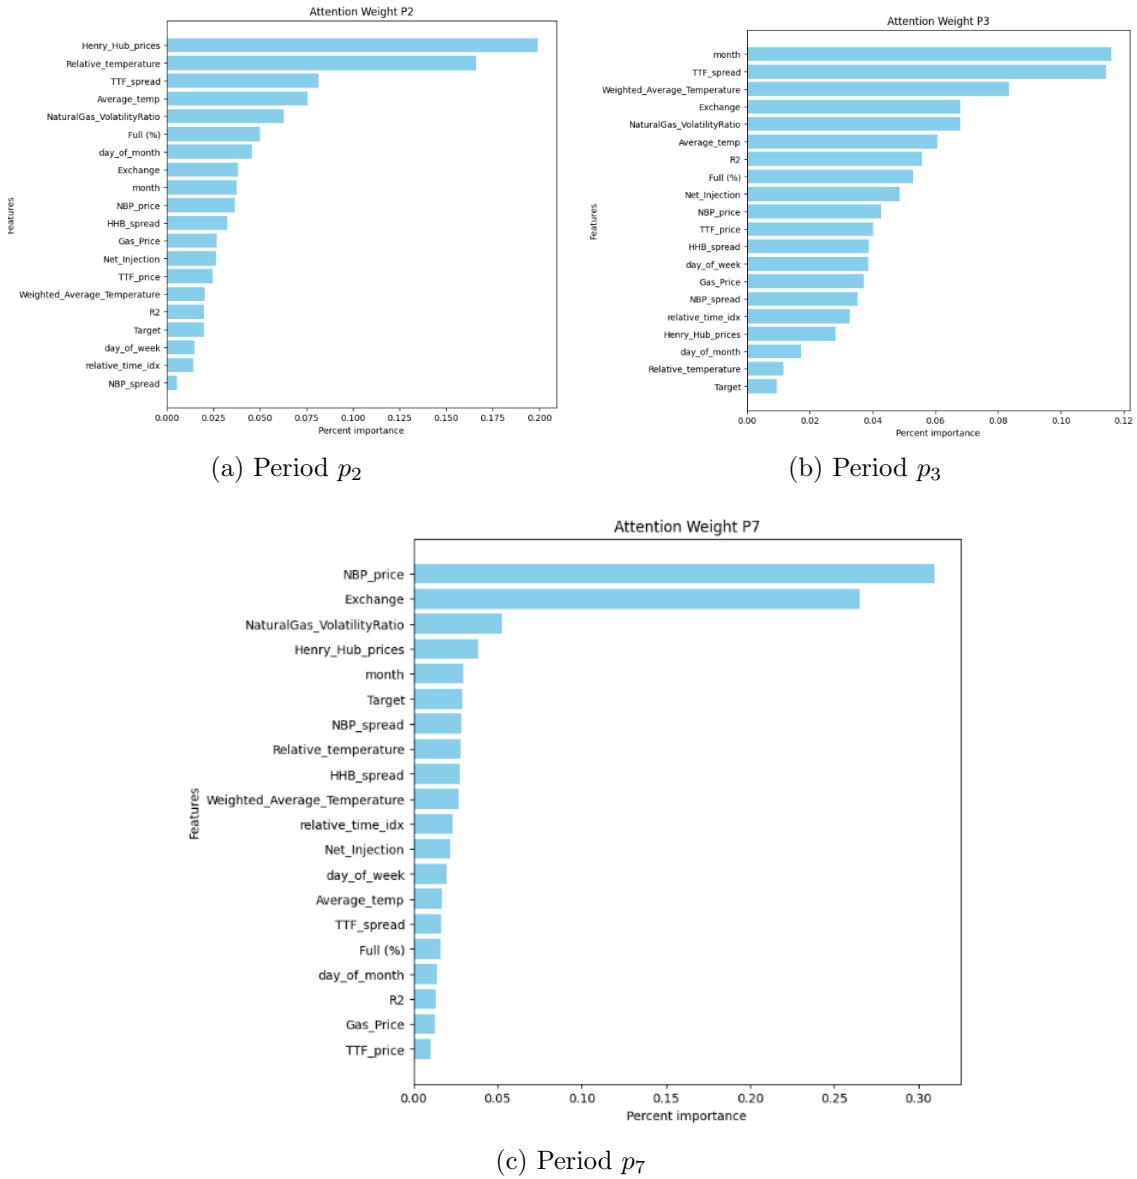 Attention Weight P2
Henry_Hub_prices
Relative_temperature
TTF_spread
Average_temp
NaturalGas_VolatilityRatio
Full (%)
day_of_month
Exchange
month
NBP_price
HHB_spread
Gas_Price
Net_Injection
TTF_price
Weighted_Average_Temperature
R2
Target
day_of_week
relative_time_idx
NBP_spread
Features
0.000 0.025 0.050 0.075 0.100 0.125 0.150 0.175 0.200
Percent importance
(a) Period p2
Attention Weight P3
month
TTF_spread
Weighted_Average_Temperature
Exchange
NaturalGas_VolatilityRatio
Average_temp
R2
Full (%)
Net_Injection
NBP_price
TTF_price
HHB_spread
day_of_week
Gas_Price
NBP_spread
relative_time_idx
Henry_Hub_prices
day_of_month
Relative_temperature
Target
Features
0.00 0.02 0.04 0.06 0.08 0.10 0.12
Percent importance
(b) Period p3
Attention Weight P7
NBP_price
Exchange
NaturalGas_VolatilityRatio
Henry_Hub_prices
month
Target
NBP_spread
Relative_temperature
HHB_spread
Weighted_Average_Temperature
relative_time_idx
Net_Injection
day_of_week
Average_temp
TTF_spread
Full (%)
day_of_month
R2
Gas_Price
TTF_price
Features
0.00 0.05 0.10 0.15 0.20 0.25 0.30
Percent importance
(c) Period p7